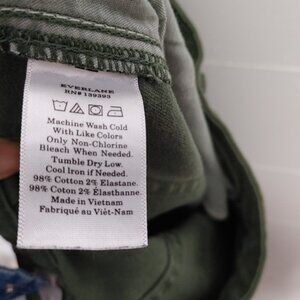 EVERLANE
RN# 139393
Machine Wash Cold
With Like Colors
Only Non-Chlorine
Bleach When Needed.
Tumble Dry Low.
Cool Iron if Needed.
98% Cotton 2% Elastane.
98% Coton 2% Élasthanne.
Made in Vietnam
Fabriqué au Viêt-Nam